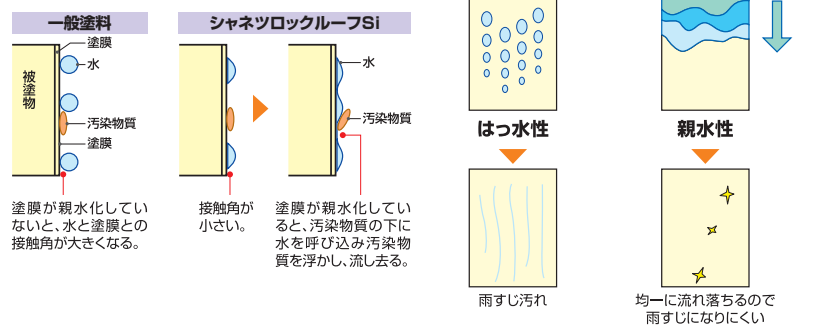 一般塗料
塗膜
水
被塗物
汚染物質
塗膜
塗膜が親水化してい
ないと、水と塗膜との
接触角が大きくなる。
シャネツロックルーフSi
水
汚染物質
接触角が
小さい。
塗膜が親水化してい
ると、汚染物質の下に
水を呼び込み汚染物
質を浮かし、流し去る。
はっ水性
雨すじ汚れ
親水性
均一に流れ落ちるので
雨すじになりにくい